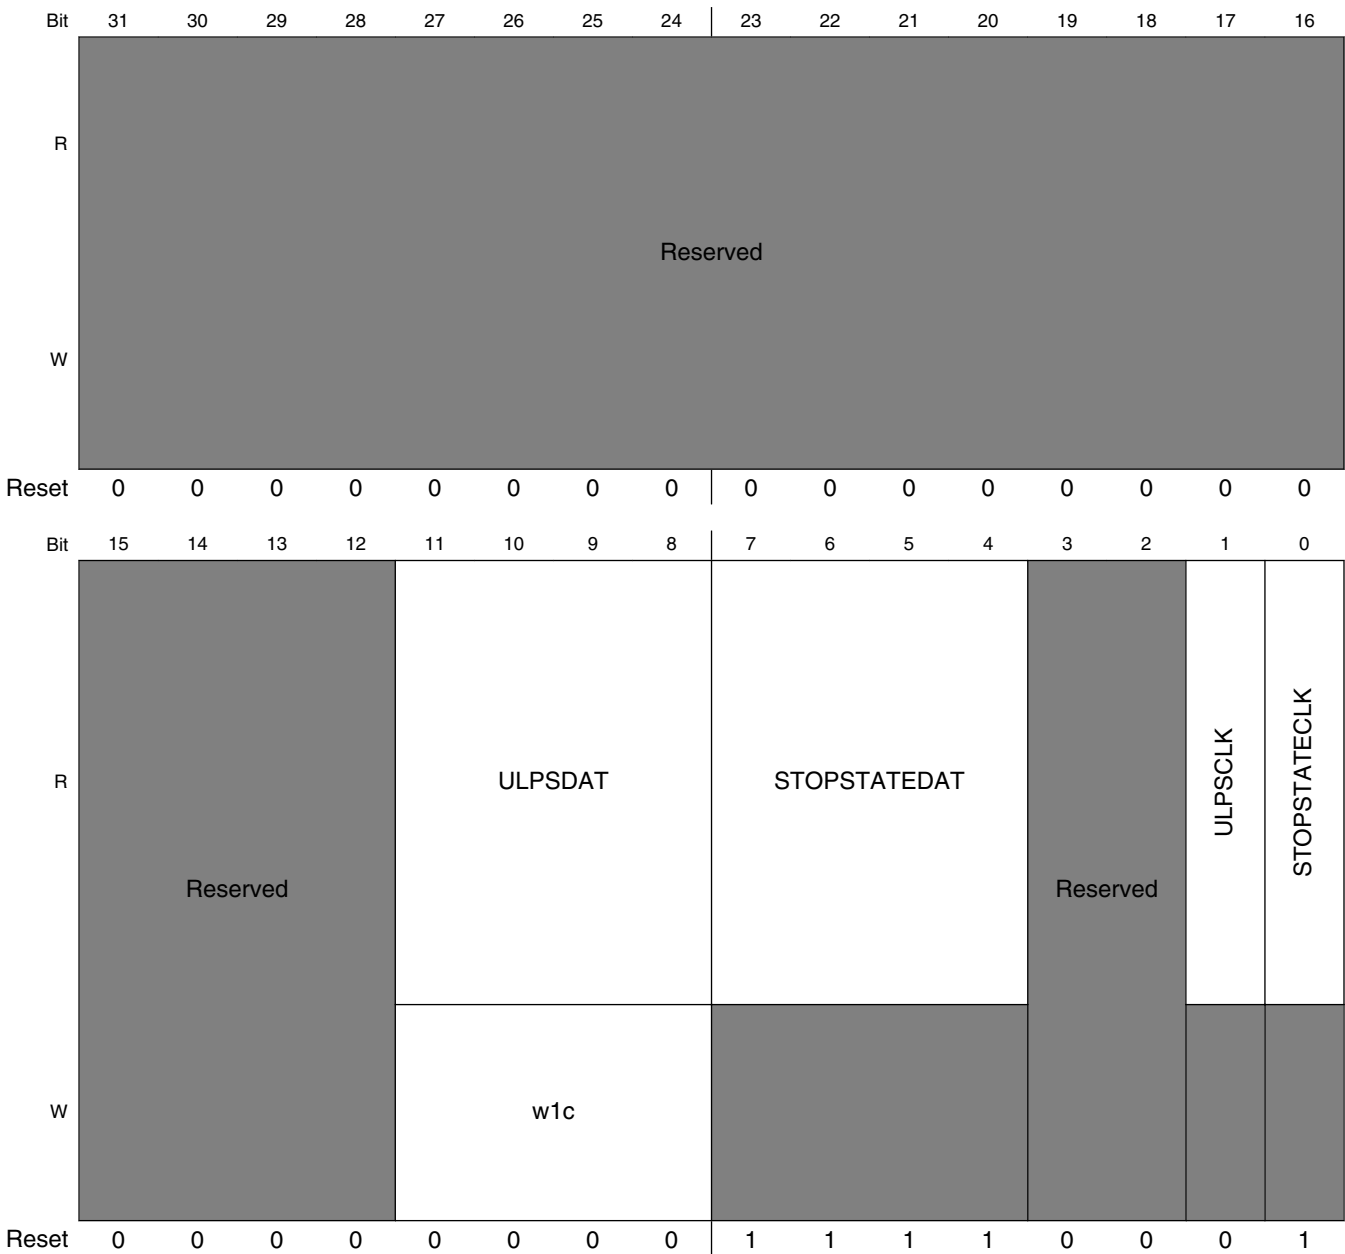 Bit 31 30 29 28 27 26 25 24 23 22 21 20 19 18 17 16
R
Reserved
W
Reset 0 0 0 0 0 0 0 0 0 0 0 0 0 0 0 0
Bit 15 14 13 12 11 10 9 8 7 6 5 4 3 2 1 0
R ULPSDAT STOPSTATEDAT ULPSCLK STOPSTATECLK
Reserved Reserved
W w1c
Reset 0 0 0 0 0 0 0 0 1 1 1 1 0 0 0 1